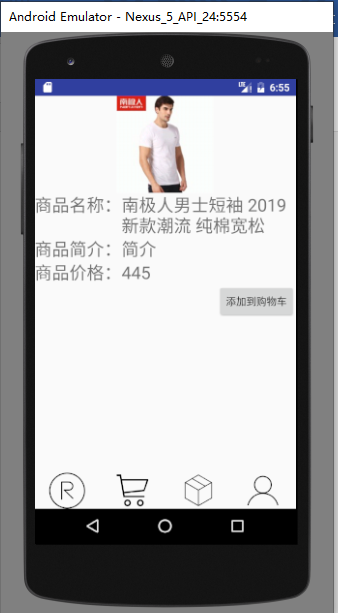 Android Emulator - Nexus_5_API_24:5554
LTE 6:55
南极人
商品名称：南极人男士短袖 2019
新款潮流 纯棉宽松
商品简介：简介
商品价格：445
添加到购物车
R